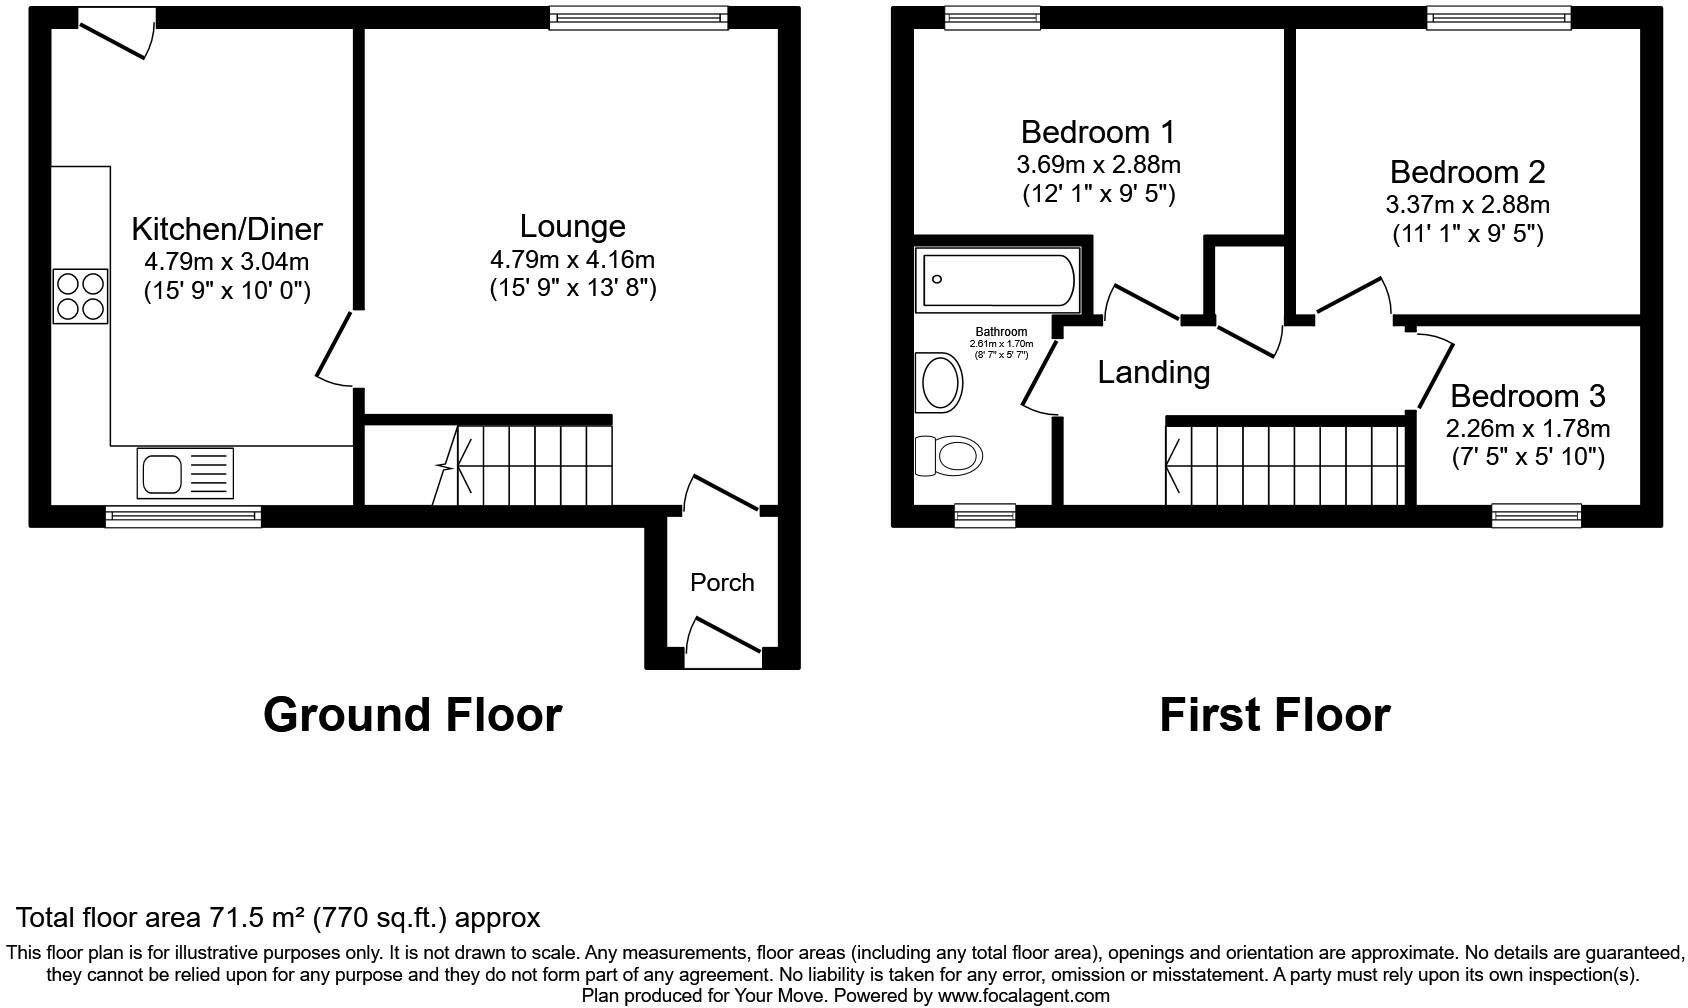 Kitchen/Diner
4.79m x 3.04m
(15' 9" x 10' 0")
Lounge
4.79m x 4.16m
(15' 9" x 13' 8")
Porch
Ground Floor
Bedroom 1
3.69m x 2.88m
(12' 1" x 9' 5")
Bedroom 2
3.37m x 2.88m
(11' 1" x 9' 5")
Bathroom
2.61m x 1.70m
(8' 7" x 5' 7")
Landing
Bedroom 3
2.26m x 1.78m
(7' 5" x 5' 10")
First Floor
Total floor area 71.5 m² (770 sq.ft.) approx
This floor plan is for illustrative purposes only. It is not drawn to scale. Any measurements, floor areas (including any total floor area), openings and orientation are approximate. No details are guaranteed,
they cannot be relied upon for any purpose and they do not form part of any agreement. No liability is taken for any error, omission or misstatement. A party must rely upon its own inspection(s).
Plan produced for Your Move. Powered by www.focalagent.com